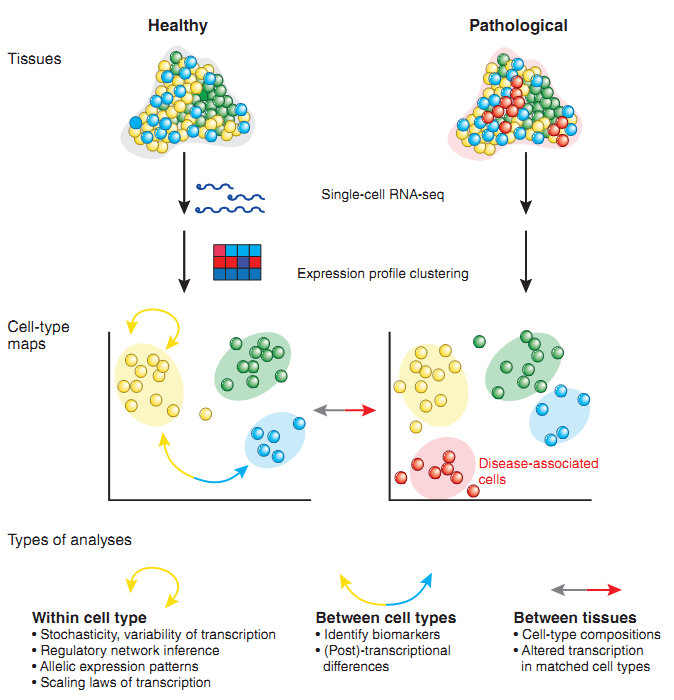 Healthy
Pathological
Tissues
Single-cell RNA-seq
Expression profile clustering
Cell-type
maps
Disease-associated
cells
Types of analyses
Within cell type
• Stochasticity, variability of transcription
• Regulatory network inference
• Allelic expression patterns
• Scaling laws of transcription
Between cell types
• Identify biomarkers
• (Post)-transcriptional
differences
Between tissues
• Cell-type compositions
• Altered transcription
in matched cell types